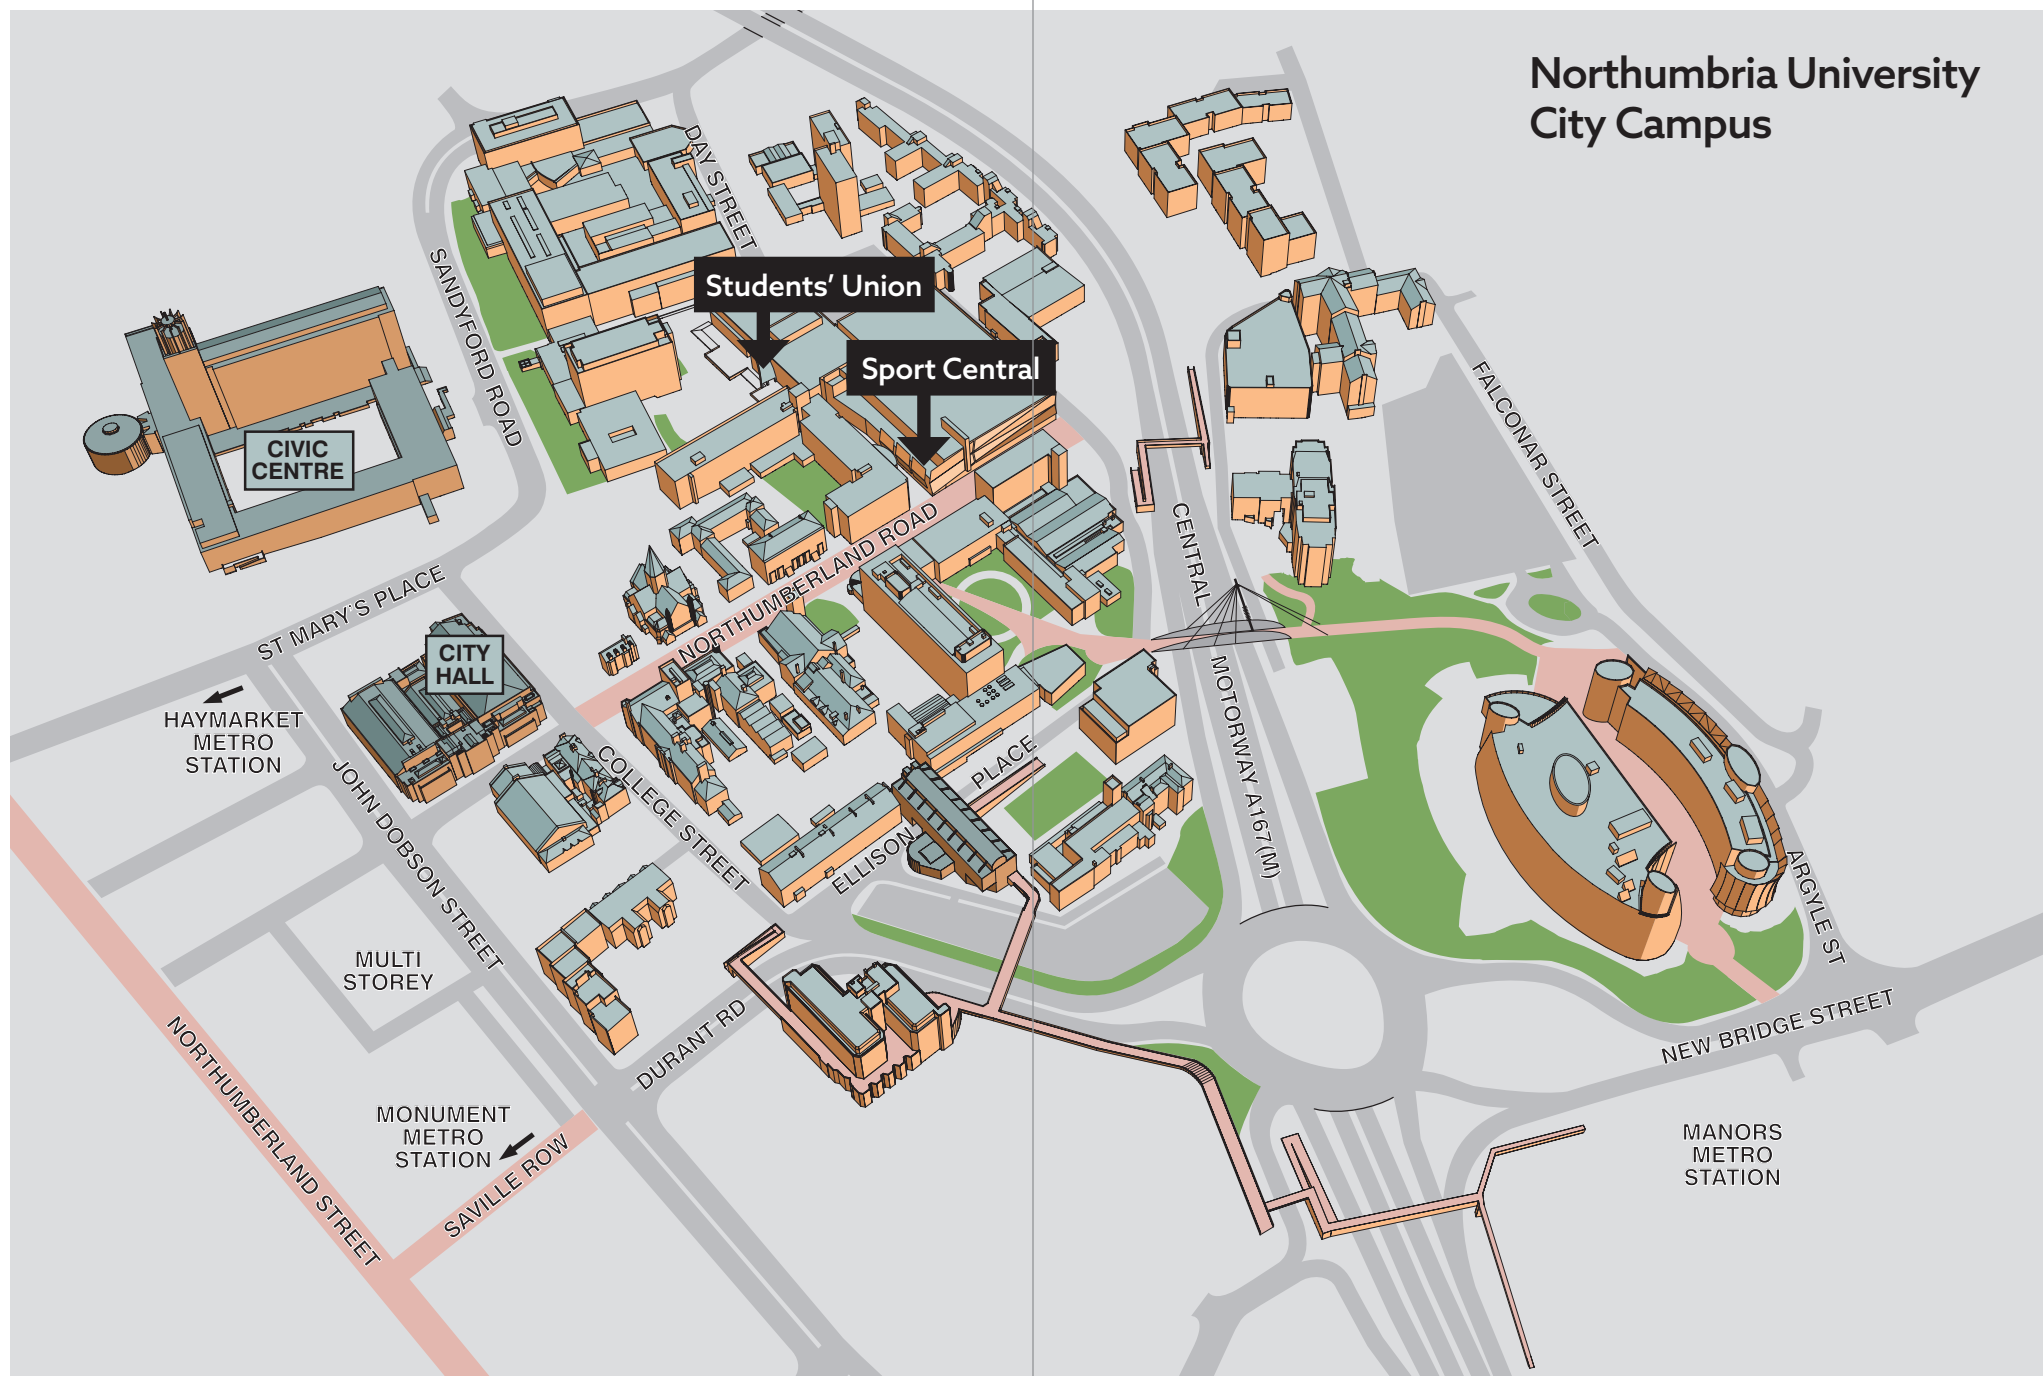 Northumbria University
City Campus
DAY STREET
SANDYFORD ROAD
Students’ Union
Sport Central
CIVIC
CENTRE
FALCONAR STREET
NORTHUMBERLAND ROAD
CENTRAL
MOTORWAY A167(M)
ST MARY’S PLACE
CITY
HALL
HAYMARKET
METRO
STATION
JOHN DOBSON STREET
COLLEGE STREET
ELLISON
PLACE
ARGYLE ST
MULTI
STOREY
DURANT RD
NEW BRIDGE STREET
NORTHUMBERLAND STREET
MONUMENT
METRO
STATION
SAVILLE ROW
MANORS
METRO
STATION